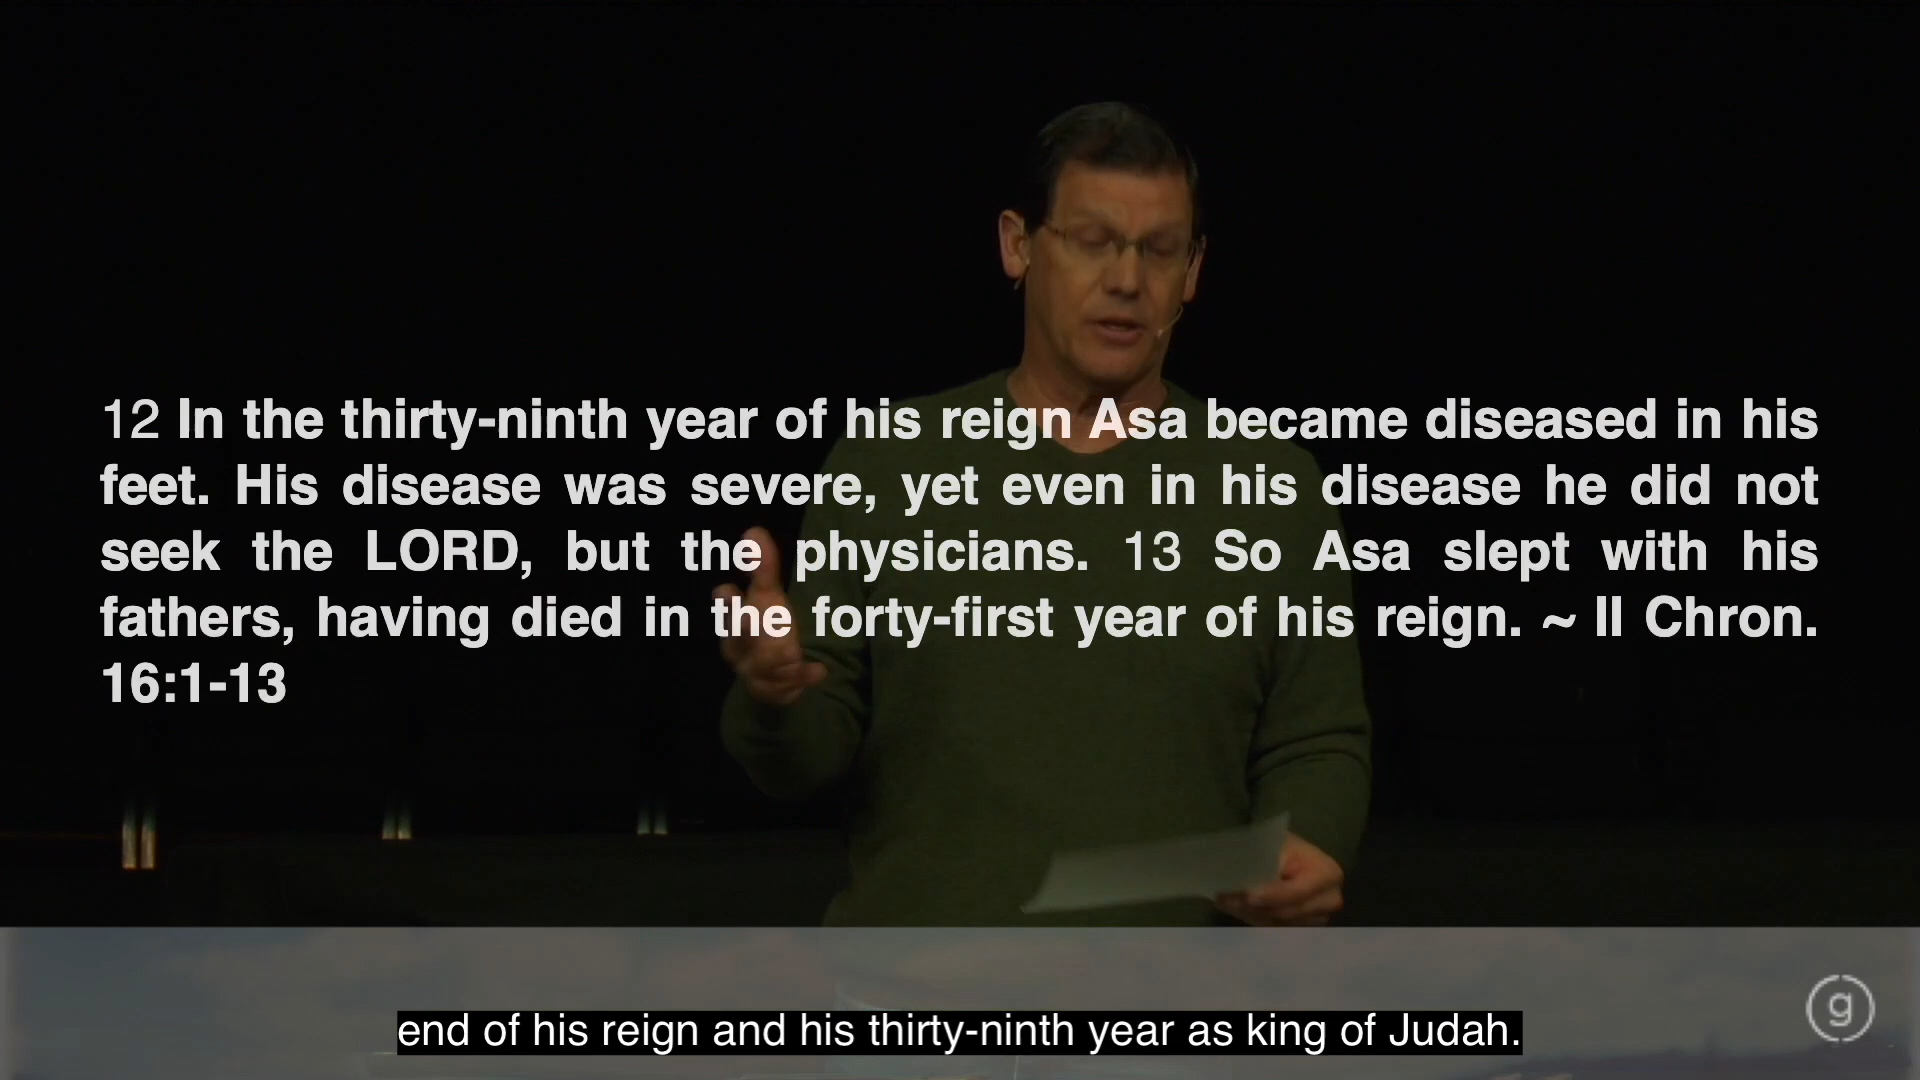 12 In the thirty-ninth year of his reign Asa became diseased in his
feet. His disease was severe, yet even in his disease he did not
seek the LORD, but the physicians. 13 So Asa slept with his
fathers, having died in the forty-first year of his reign. ~ II Chron.
16:1-13
g
end of his reign and his thirty-ninth year as king of Judah.